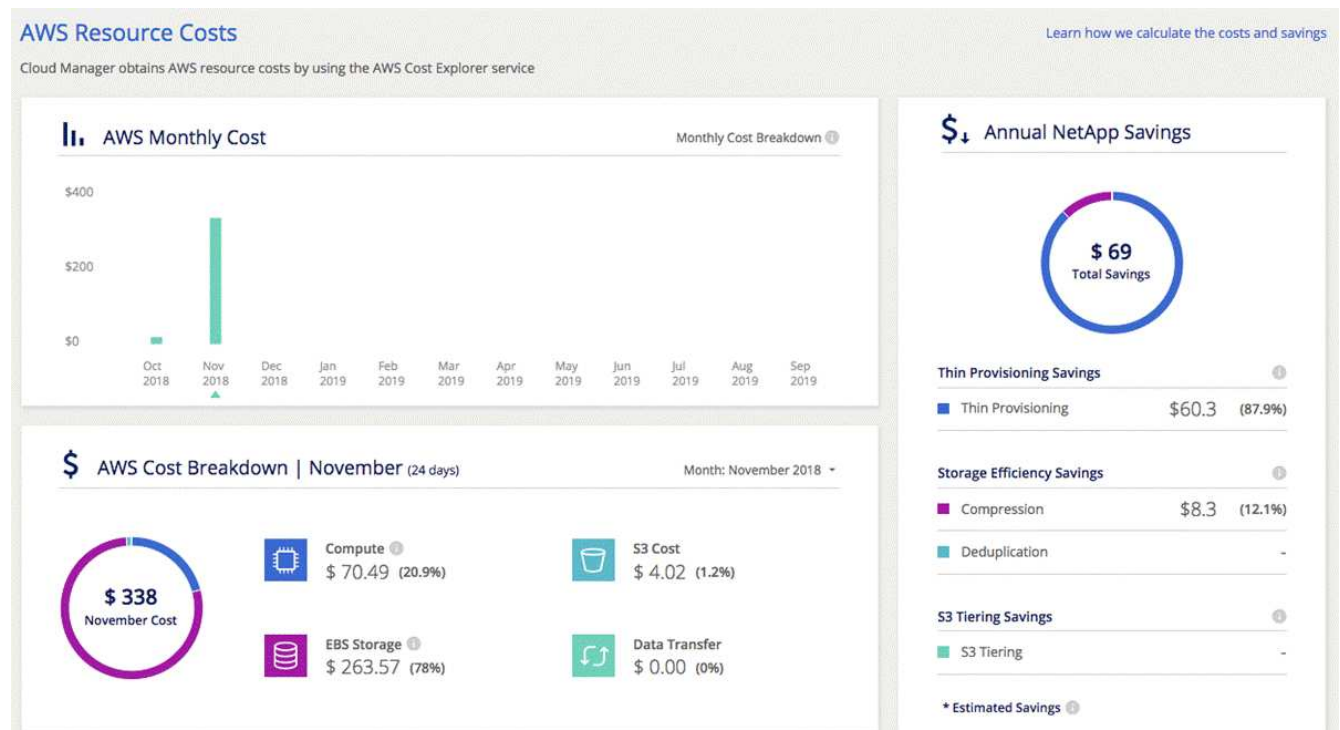 AWS Resource Costs
Learn how we calculate the costs and savings
Cloud Manager obtains AWS resource costs by using the AWS Cost Explorer service
AWS Monthly Cost
Monthly Cost Breakdown
$400
$200
$0
Oct Nov Dec Jan Feb Mar Apr May Jun Jul Aug Sep
2018 2018 2018 2019 2019 2019 2019 2019 2019 2019 2019 2019
AWS Cost Breakdown | November (24 days)
Month: November 2018
$ 338
November Cost
Compute
$ 70.49 (20.9%)
S3 Cost
$ 4.02 (1.2%)
EBS Storage
$ 263.57 (78%)
Data Transfer
$ 0.00 (0%)
Annual NetApp Savings
$ 69
Total Savings
Thin Provisioning Savings
Thin Provisioning $60.3 (87.9%)
Storage Efficiency Savings
Compression $8.3 (12.1%)
Deduplication -
S3 Tiering Savings
S3 Tiering -
* Estimated Savings